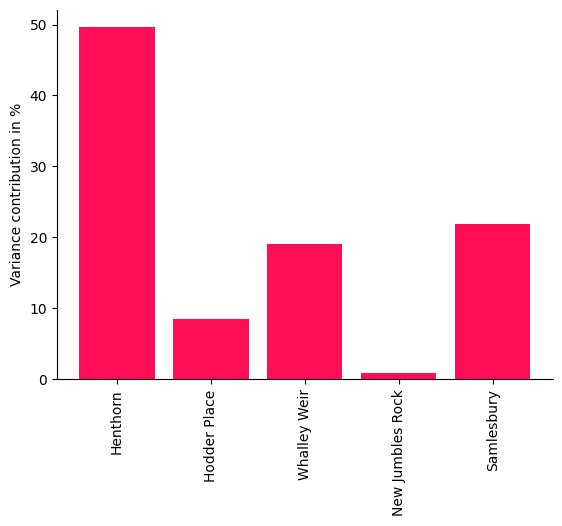 Variance contribution in %
50
40
30
20
10
0
Henthorn
Hodder Place
Whalley Weir
New Jumbles Rock
Samlesbury